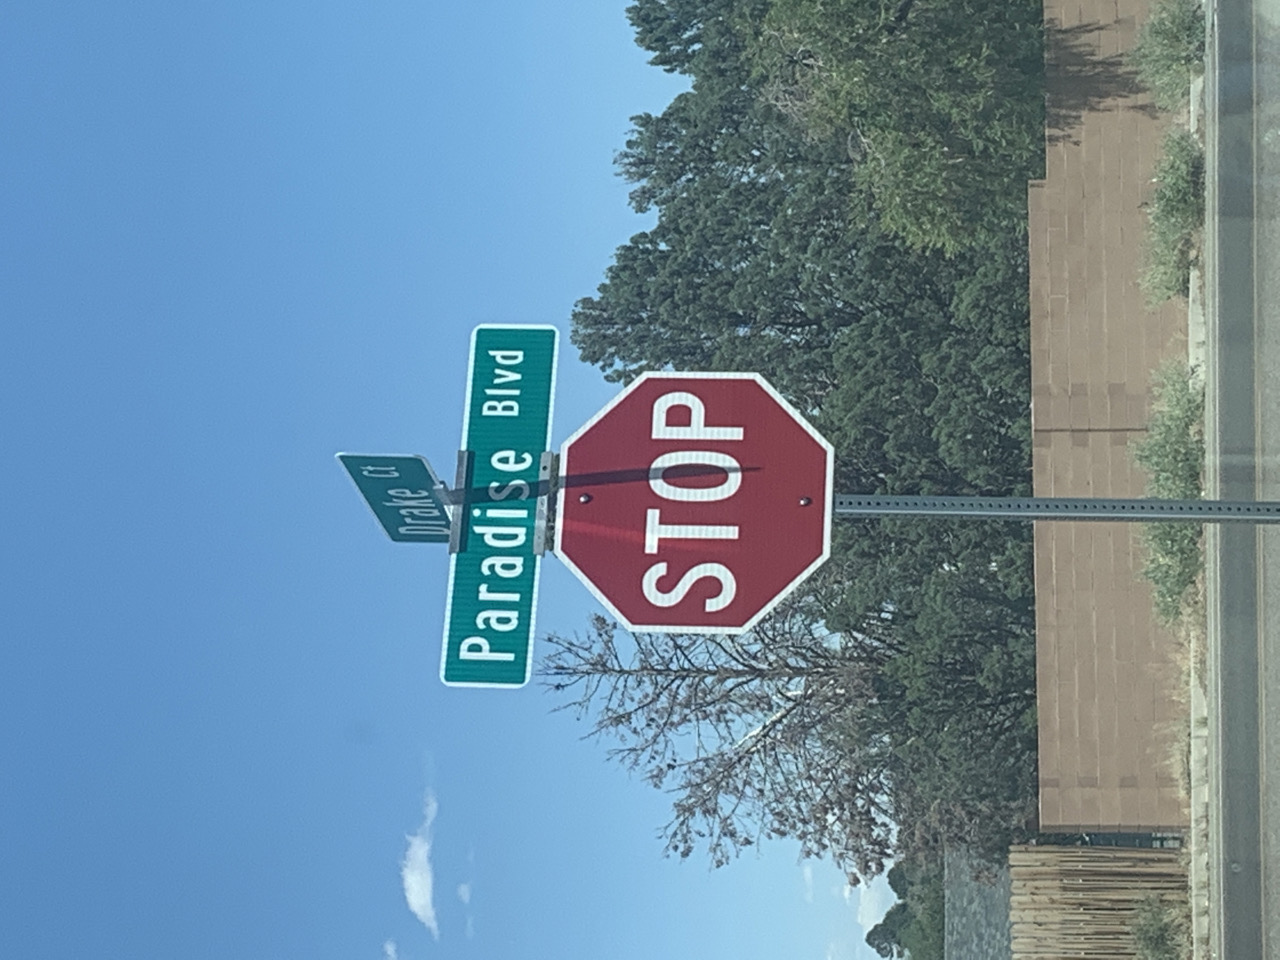 Drake Ct
Paradise Blvd
STOP